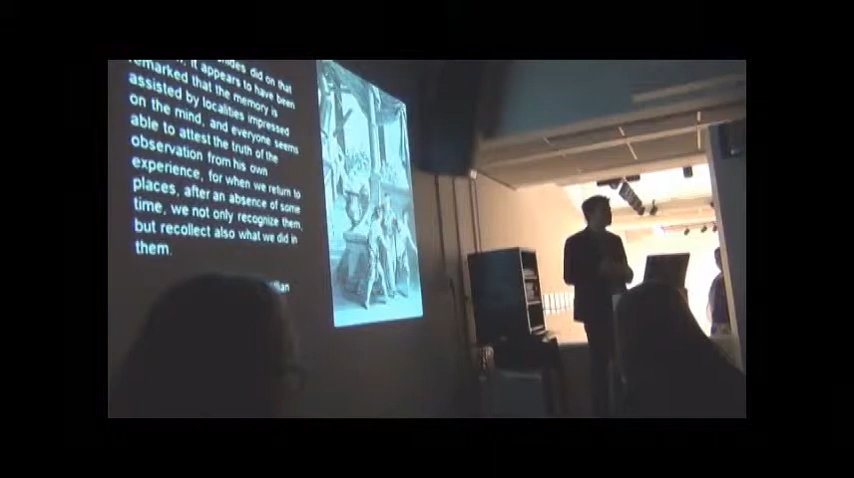 did on that
, it appears to have been
remarked that the memory is
assisted by localities impressed
on the mind, and everyone seems
able to attest the truth of the
observation from his own
experience, for when we return to
places, after an absence of some
time, we not only recognize them,
but recollect also what we did in
them.